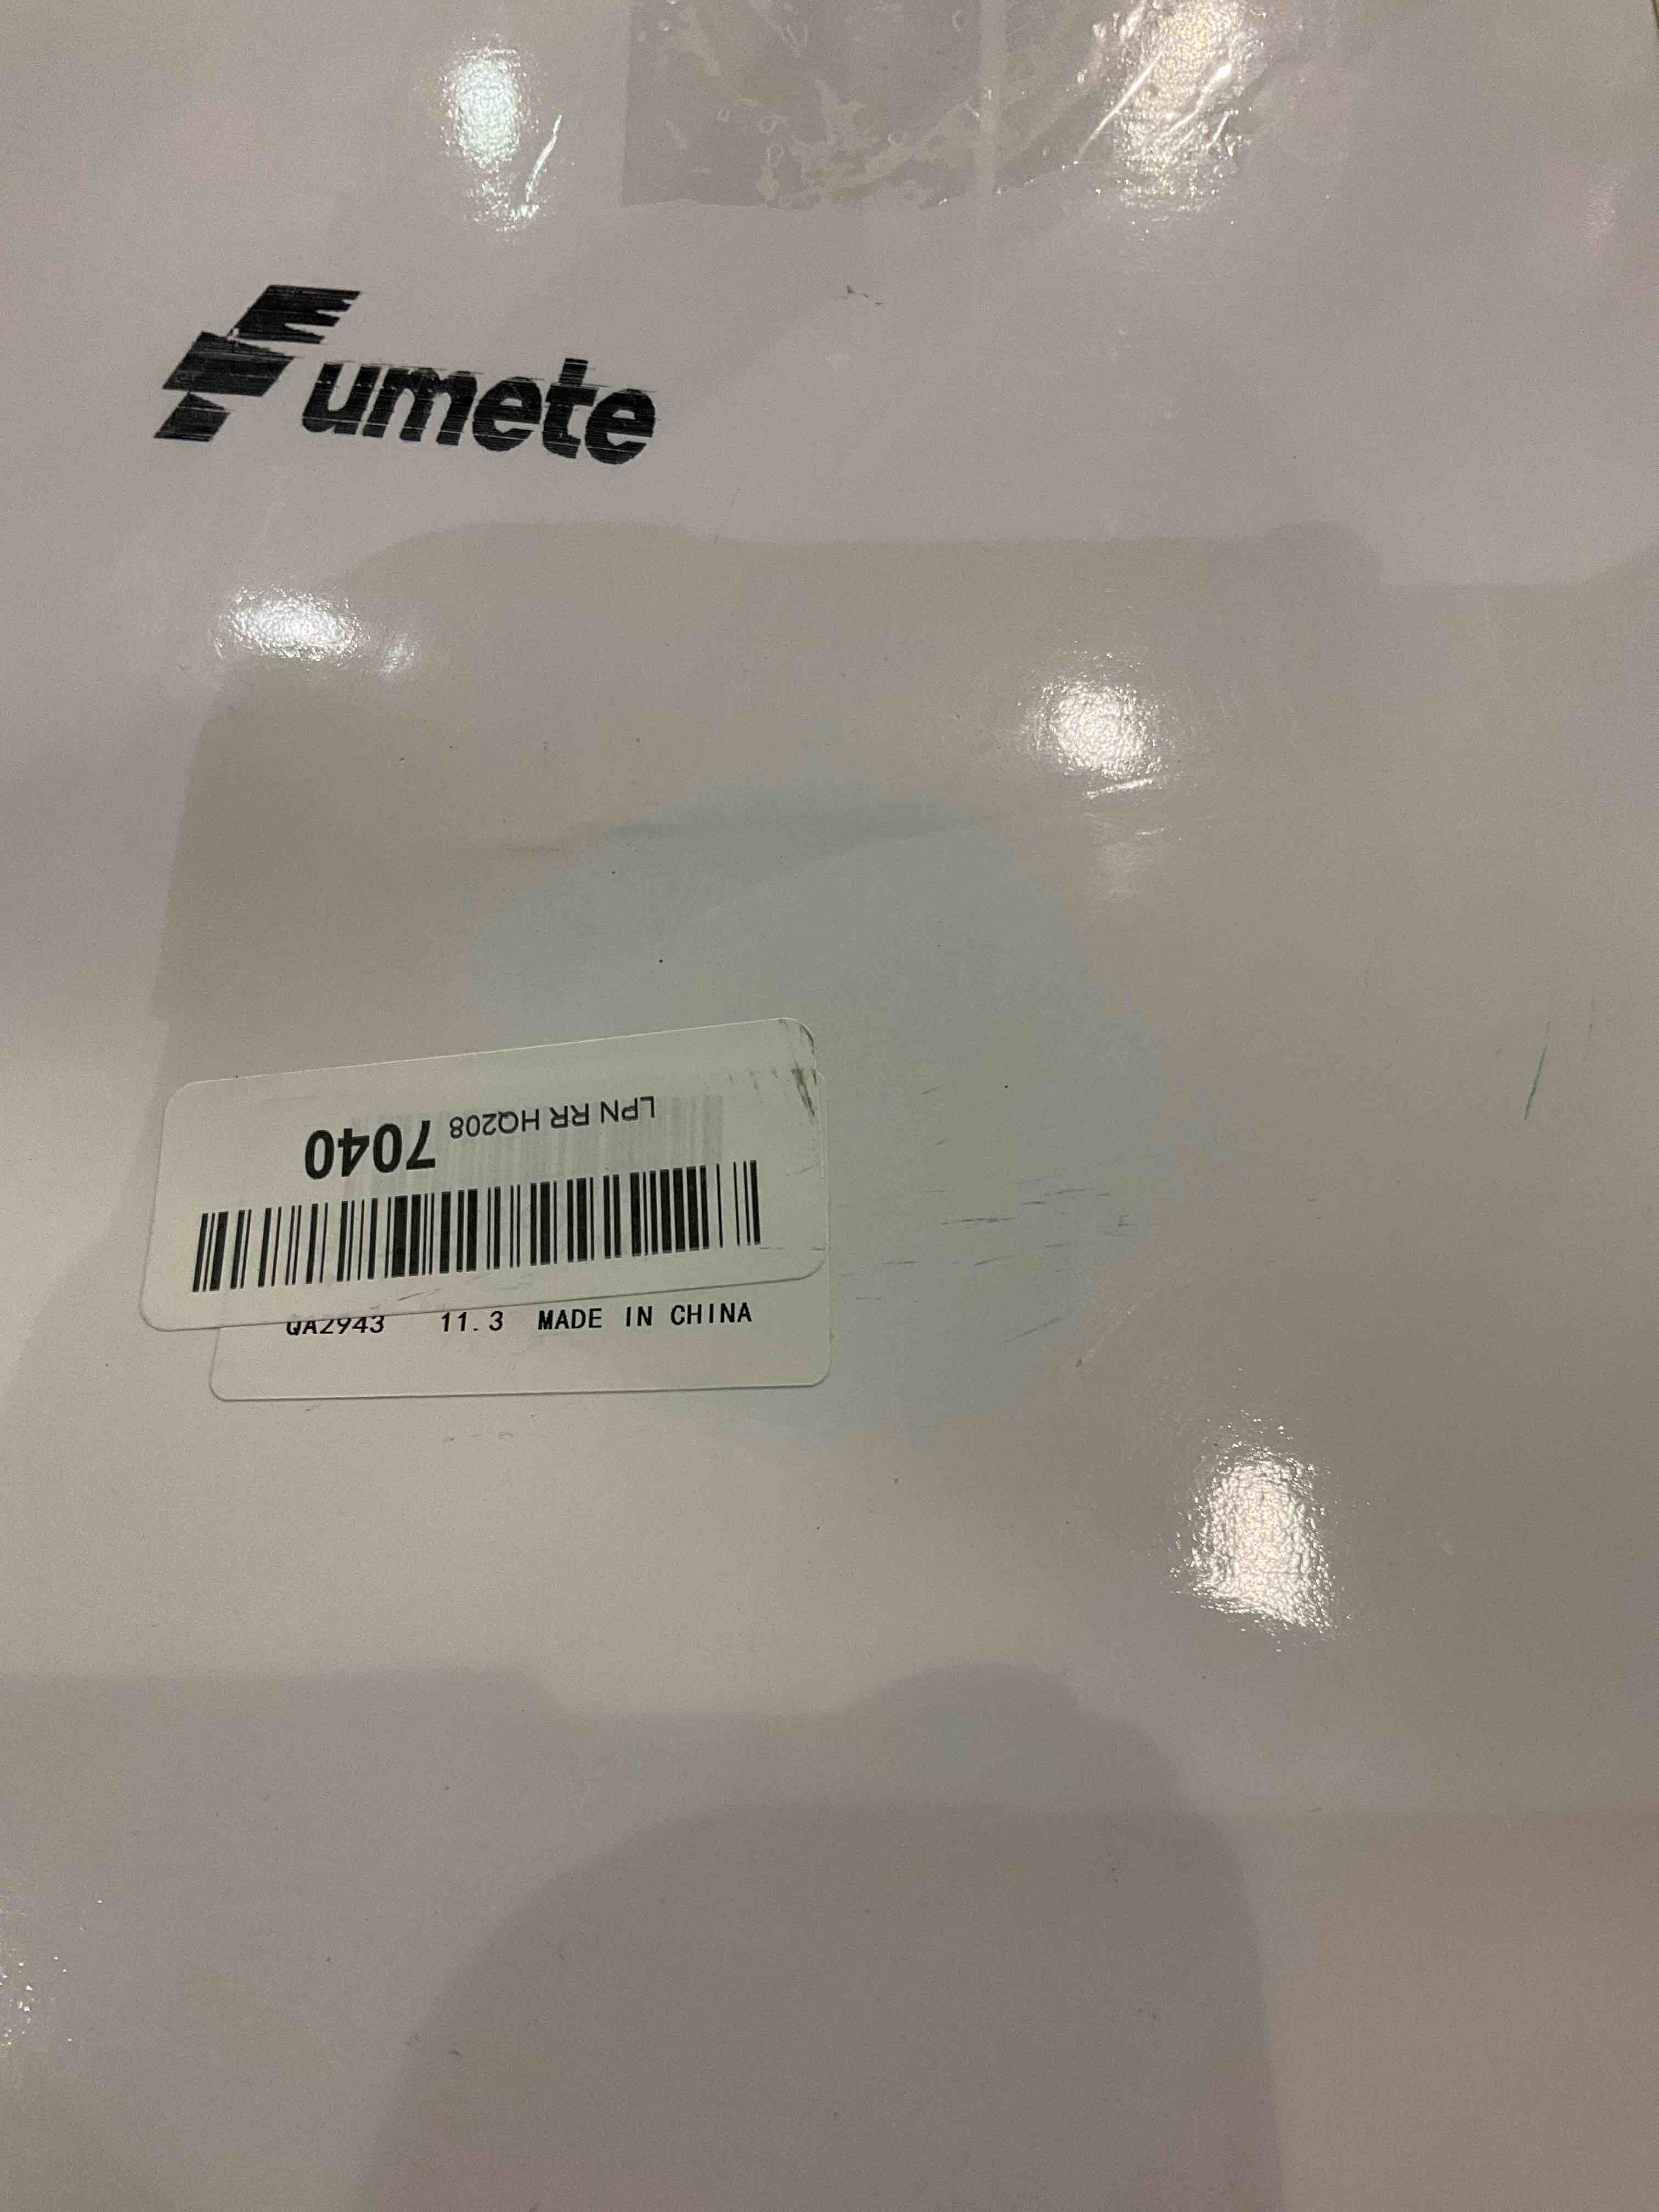 Fumete
LPN RR HQ208 7040
QA2943 11.3 MADE IN CHINA